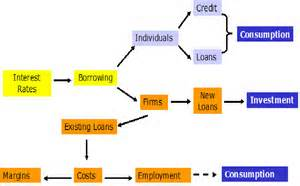 Credit
Individuals
Consumption
Loans
Interest
Rates
Borrowing
Firms
New
Loans
Investment
Existing Loans
Margins
Costs
Employment
Consumption